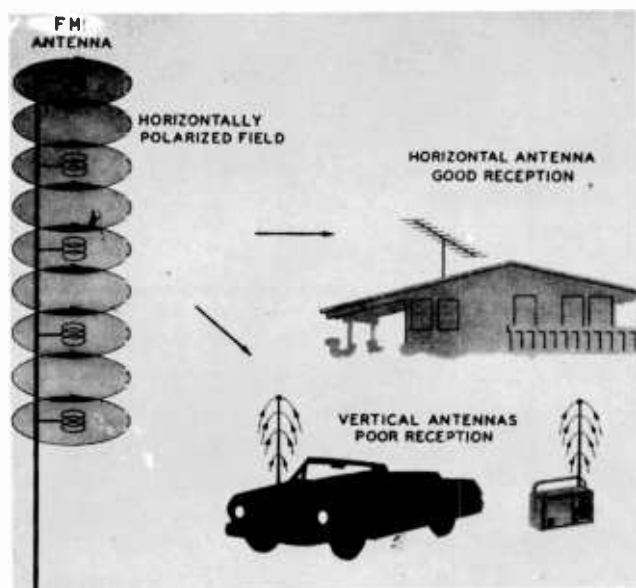 FM
ANTENNA
HORIZONTALLY
POLARIZED FIELD
HORIZONTAL ANTENNA
GOOD RECEPTION
VERTICAL ANTENNAS
POOR RECEPTION